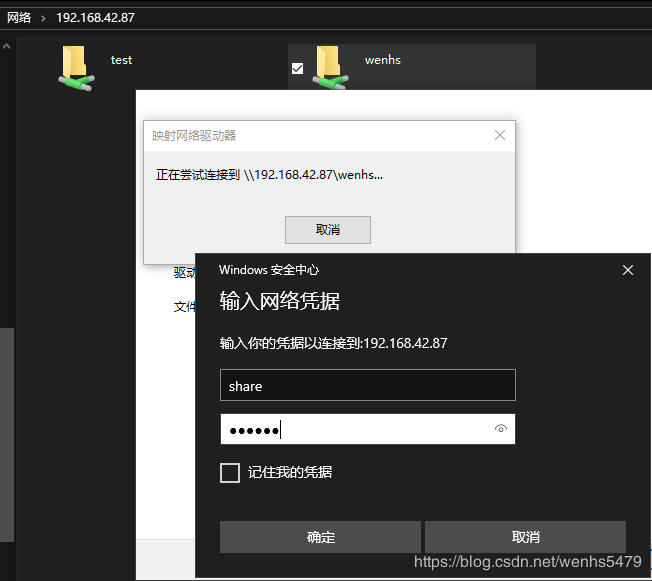 网络 › 192.168.42.87
test
wenhs
映射网络驱动器
正在尝试连接到 \\192.168.42.87\wenhs...
取消
驱动
文件
Windows 安全中心
输入网络凭据
输入你的凭据以连接到:192.168.42.87
share
●●●●●●
记住我的凭据
确定
取消
https://blog.csdn.net/wenhs5479